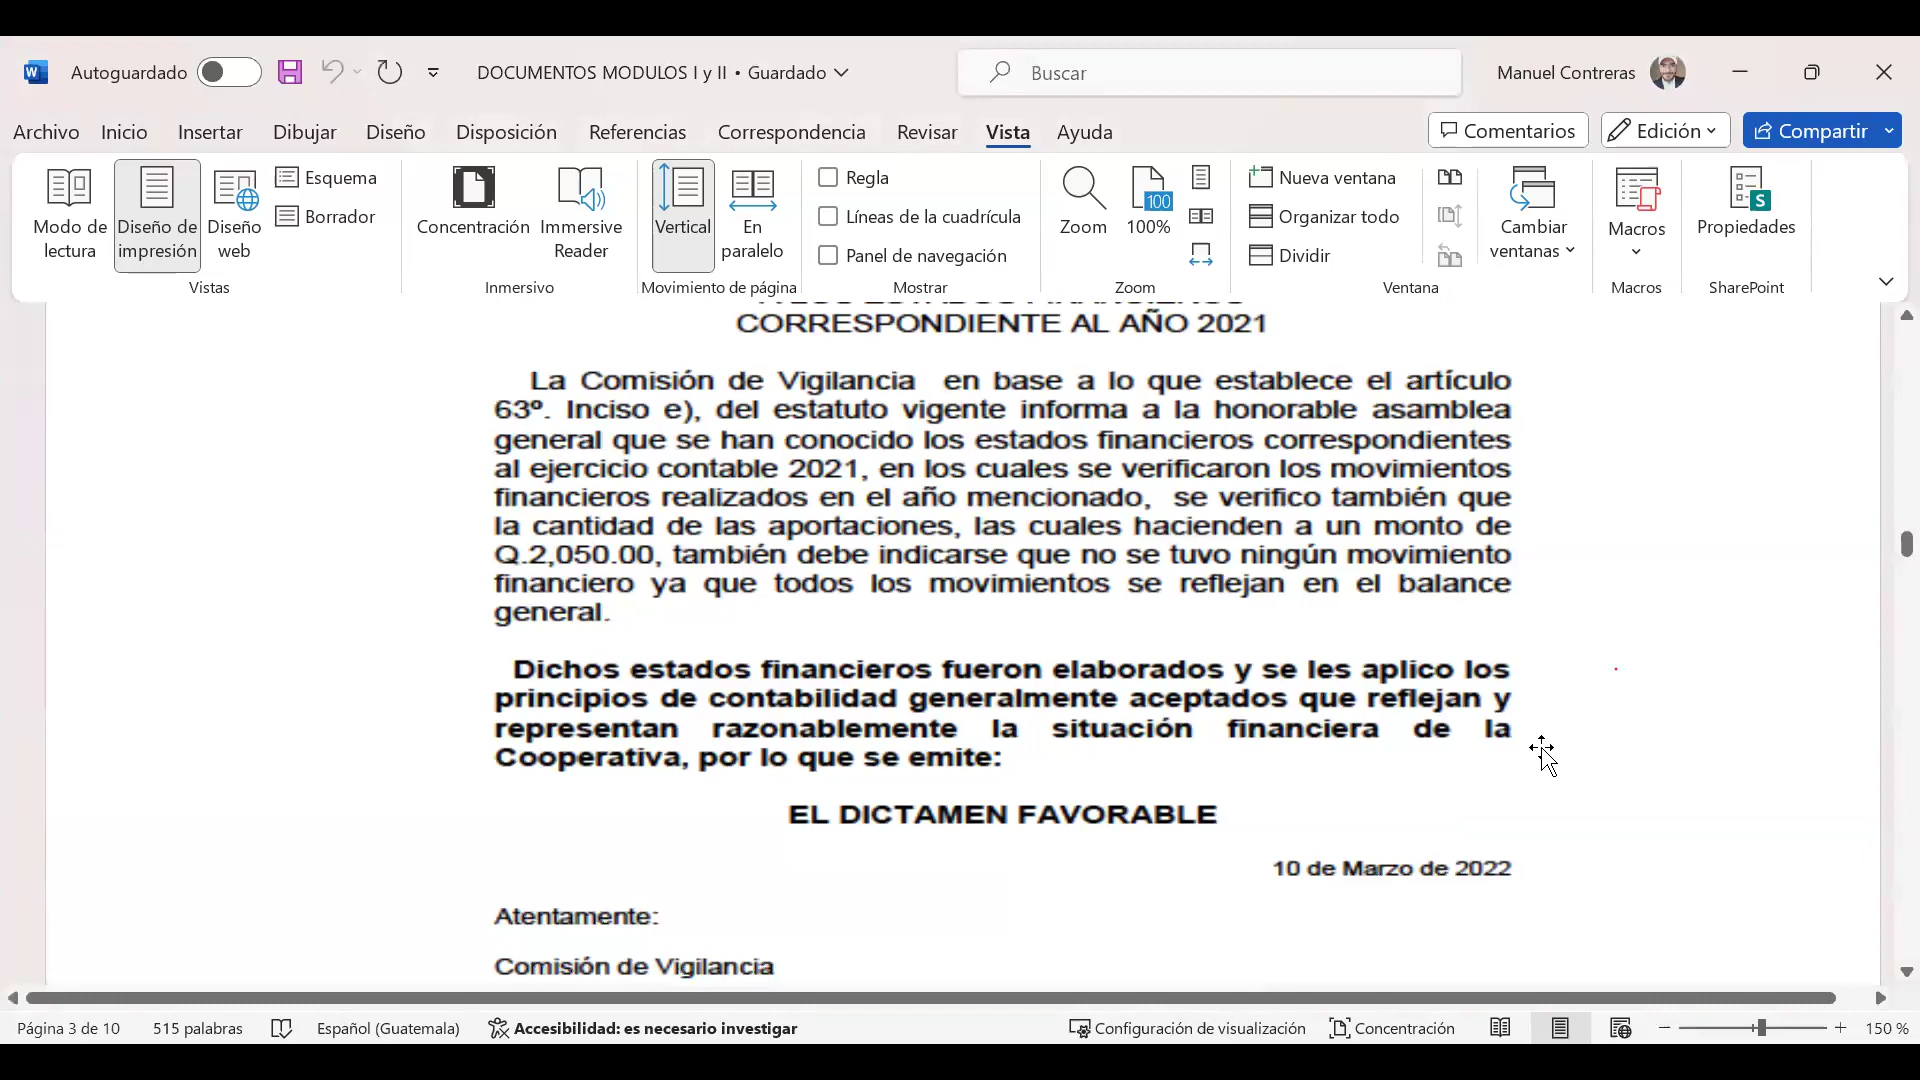 Autoguardado
DOCUMENTOS MODULOS I y II • Guardado
Buscar
Manuel Contreras
Archivo Inicio Insertar Dibujar Diseño Disposición Referencias Correspondencia Revisar Vista Ayuda
Comentarios Edición Compartir
Modo de lectura
Diseño de impresión
Diseño web
Esquema
Borrador
Vistas
Concentración
Immersive Reader
Inmersivo
Vertical
En paralelo
Movimiento de página
Regla
Líneas de la cuadrícula
Panel de navegación
Mostrar
Zoom
100
100%
Zoom
Nueva ventana
Organizar todo
Dividir
Cambiar ventanas
Ventana
Macros
Macros
S
Propiedades
SharePoint
CORRESPONDIENTE AL AÑO 2021
La Comisión de Vigilancia en base a lo que establece el artículo
63º. Inciso e), del estatuto vigente informa a la honorable asamblea
general que se han conocido los estados financieros correspondientes
al ejercicio contable 2021, en los cuales se verificaron los movimientos
financieros realizados en el año mencionado, se verifico también que
la cantidad de las aportaciones, las cuales hacienden a un monto de
Q.2,050.00, también debe indicarse que no se tuvo ningún movimiento
financiero ya que todos los movimientos se reflejan en el balance
general.
Dichos estados financieros fueron elaborados y se les aplico los
principios de contabilidad generalmente aceptados que reflejan y
representan razonablemente la situación financiera de la
Cooperativa, por lo que se emite:
EL DICTAMEN FAVORABLE
10 de Marzo de 2022
Atentamente:
Comisión de Vigilancia
Página 3 de 10 515 palabras Español (Guatemala) Accesibilidad: es necesario investigar Configuración de visualización Concentración 150 %